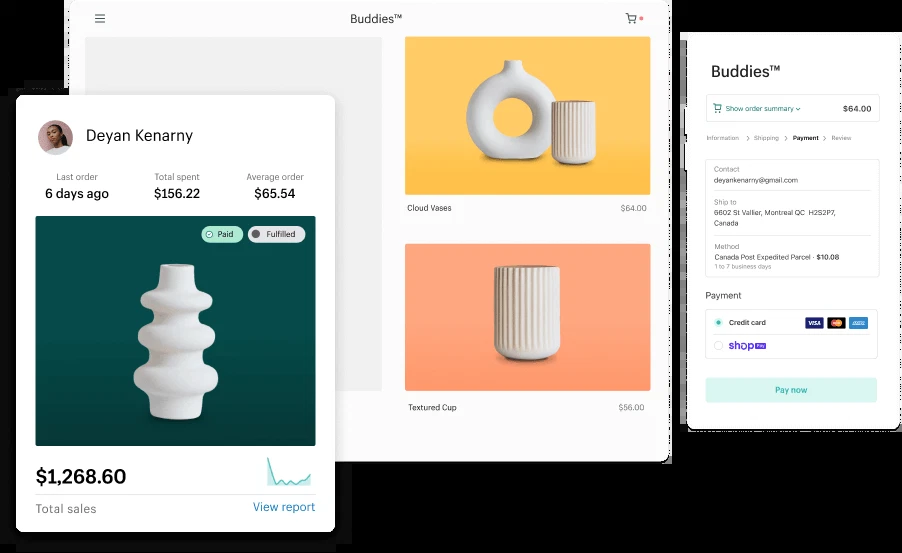 Buddies™
Cloud Vases
$64.00
Textured Cup
$56.00
Deyan Kenarny
Last order
Total spent
Average order
6 days ago
$156.22
$65.54
Paid
Fulfilled
$1,268.60
Total sales
View report
Buddies™
Show order summary
$64.00
Information > Shipping > Payment > Review
Contact
deyankenarny@gmail.com
Ship to
6602 St Vallier, Montreal QC H2S2P7,
Canada
Method
Canada Post Expedited Parcel · $10.08
1 to 7 business days
Payment
Credit card
VISA
shop Pay
Pay now